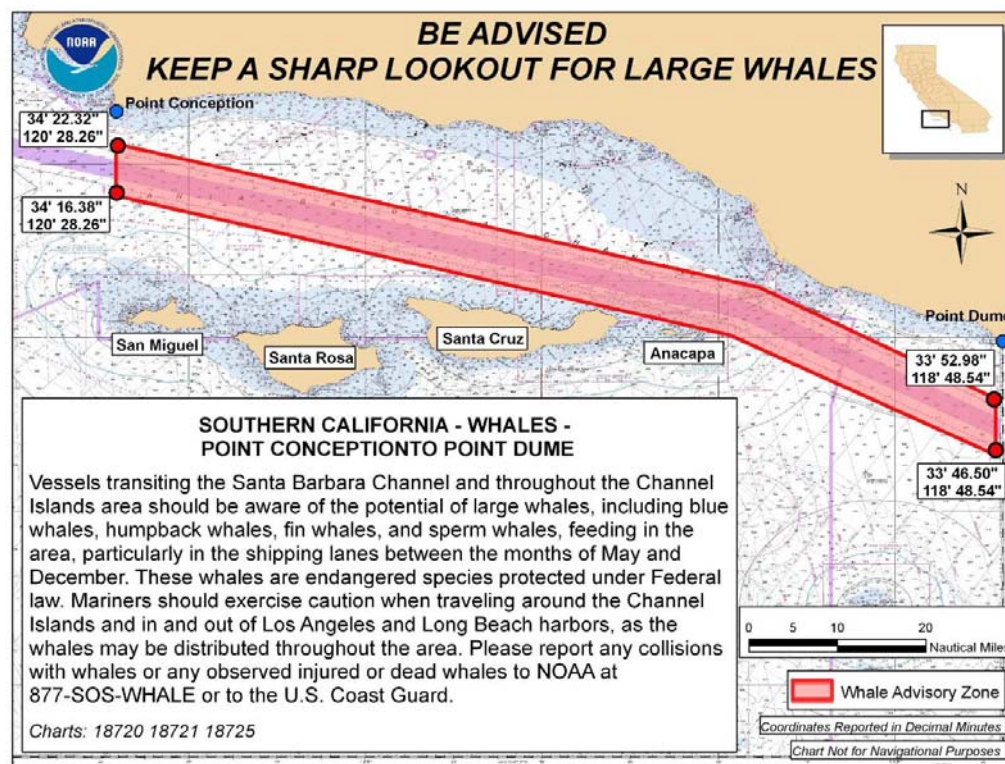 BE ADVISED
KEEP A SHARP LOOKOUT FOR LARGE WHALES
NOAA
Point Conception
34' 22.32"
120' 28.26"
34' 16.38"
120' 28.26"
N
San Miguel
Santa Rosa
Santa Cruz
Anacapa
Point Dume
33' 52.98"
118' 48.54"
33' 46.50"
118' 48.54"
SOUTHERN CALIFORNIA - WHALES -
POINT CONCEPTIONTO POINT DUME
Vessels transiting the Santa Barbara Channel and throughout the Channel
Islands area should be aware of the potential of large whales, including blue
whales, humpback whales, fin whales, and sperm whales, feeding in the
area, particularly in the shipping lanes between the months of May and
December. These whales are endangered species protected under Federal
law. Mariners should exercise caution when traveling around the Channel
Islands and in and out of Los Angeles and Long Beach harbors, as the
whales may be distributed throughout the area. Please report any collisions
with whales or any observed injured or dead whales to NOAA at
877-SOS-WHALE or to the U.S. Coast Guard.
Charts: 18720 18721 18725
0 5 10 20
Nautical Miles
Whale Advisory Zone
Coordinates Reported in Decimal Minutes
Chart Not for Navigational Purposes